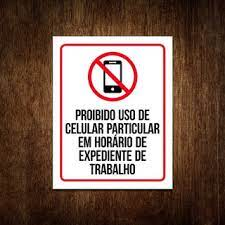 PROIBIDO USO DE
CELULAR PARTICULAR
EM HORÁRIO DE
EXPEDIENTE DE
TRABALHO